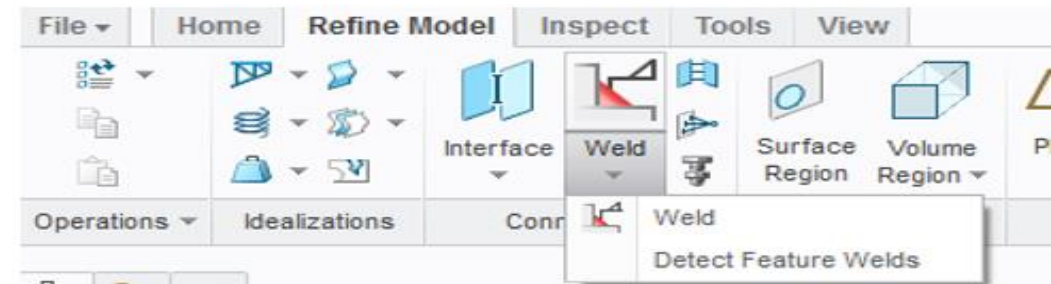 File Home Refine Model Inspect Tools View
Interface Weld Surface Region Volume Region
Operations Idealizations
Weld
Detect Feature Welds